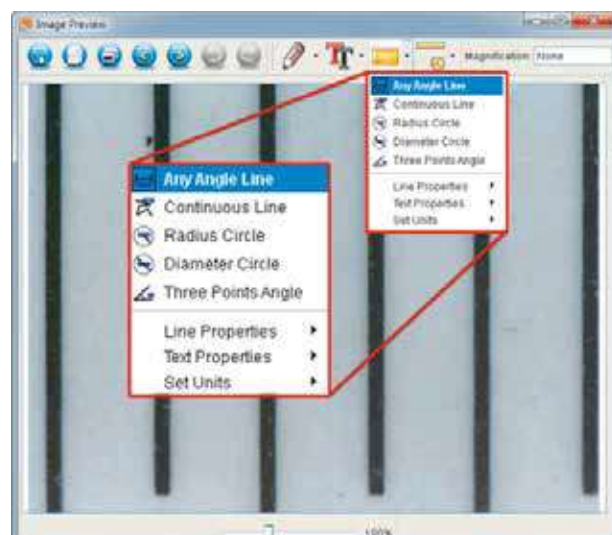 Image Preview
Magnification None
Any Angle Line
Continuous Line
Radius Circle
Diameter Circle
Three Points Angle
Line Properties
Text Properties
Set Units
Any Angle Line
Continuous Line
Radius Circle
Diameter Circle
Three Points Angle
Line Properties
Text Properties
Set Units
100%